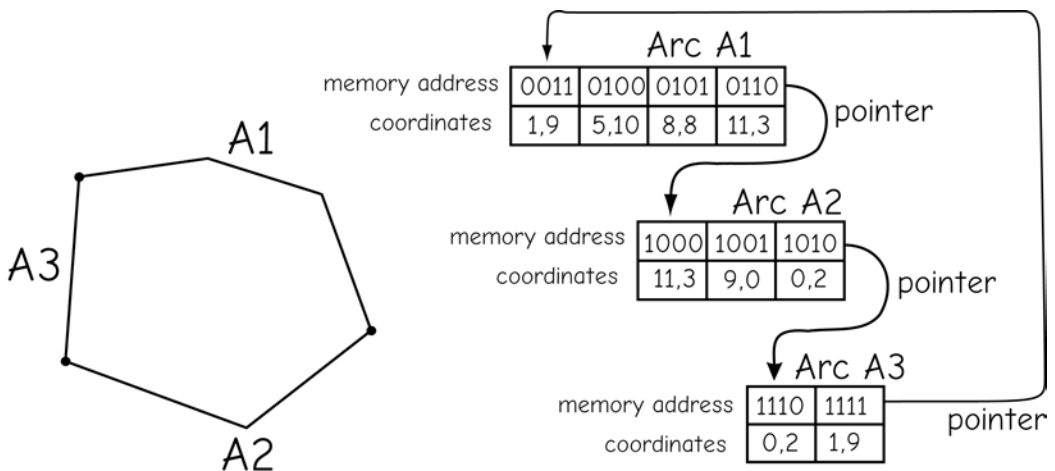 A1
A3
A2
Arc A1
memory address 0011 0100 0101 0110
coordinates 1,9 5,10 8,8 11,3
pointer
Arc A2
memory address 1000 1001 1010
coordinates 11,3 9,0 0,2
pointer
Arc A3
memory address 1110 1111
coordinates 0,2 1,9
pointer